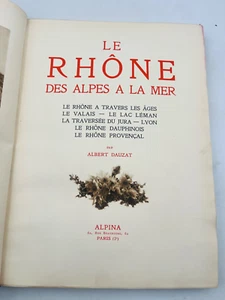 LE
RHÔNE
DES ALPES A LA MER
LE RHÔNE A TRAVERS LES ÂGES
LE VALAIS — LE LAC LÉMAN
LA TRAVERSÉE DU JURA — LYON
LE RHÔNE DAUPHINOIS
LE RHÔNE PROVENÇAL
PAR
ALBERT DAUZAT
ALPINA
PARIS